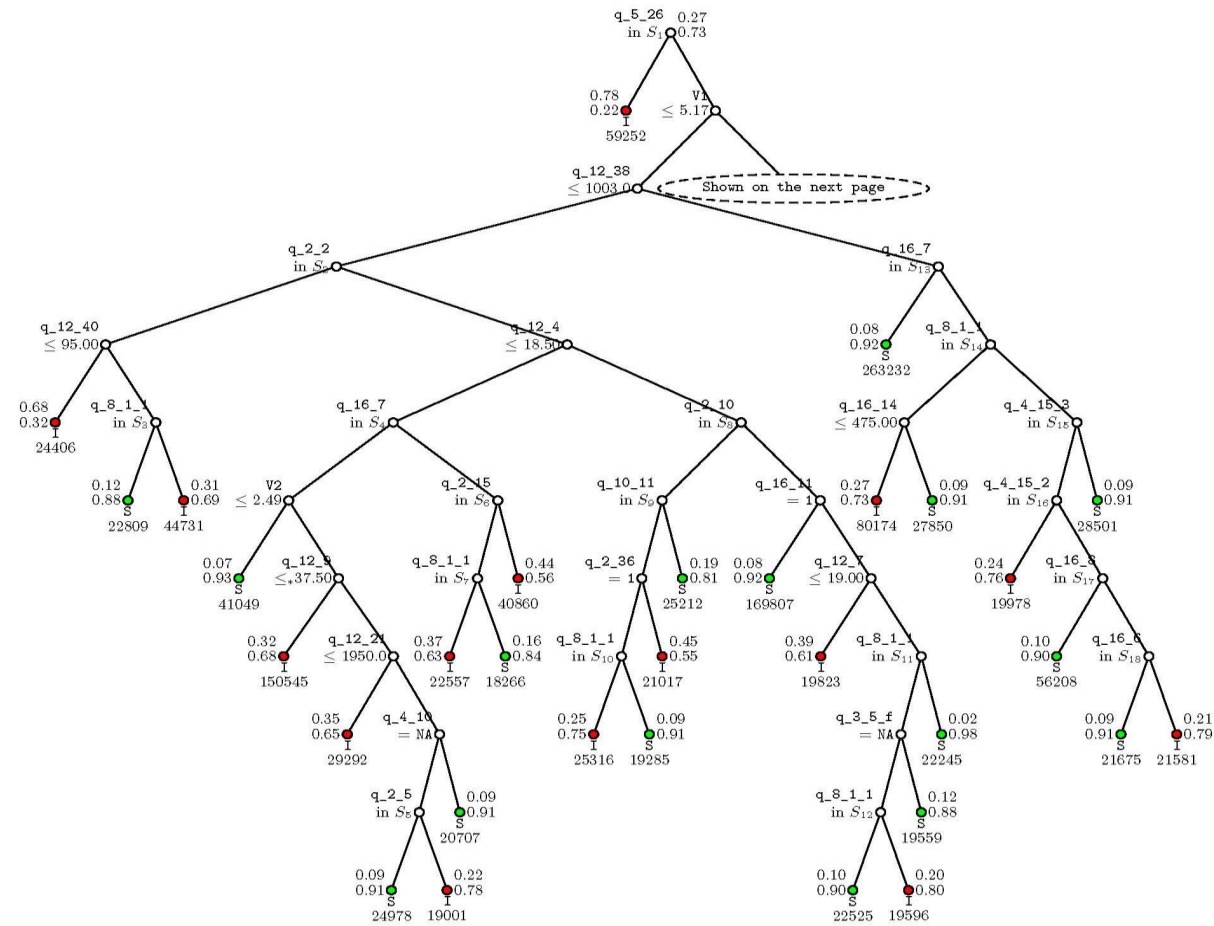 q_5_26 0.27
in S1 0.73
0.78 V1
0.22 ≤ 5.17
I
59252
q_12_38
≤ 1003.0 Shown on the next page
q_2_2 q_16_7
in S2 in S13
q_12_40 q_12_4 0.08 q_8_1_1
≤ 95.00 ≤ 18.50 0.92 in S14
S
263232
0.68 q_8_1_1 q_16_7 q_2_10 q_16_14 q_4_15_3
0.32 in S3 in S4 in S8 ≤ 475.00 in S15
I
24406
0.12 0.31 V2 q_2_15 q_10_11 q_16_11 0.27 0.09 q_4_15_2 0.09
0.88 0.69 ≤ 2.49 in S6 in S9 = 1 0.73 0.91 in S16 0.91
S I I S S
22809 44731 80174 27850 28501
0.07 q_12_9 q_8_1_1 0.44 q_2_36 0.19 0.08 q_12_7 0.24 q_16_8
0.93 ≤*37.50 in S7 0.56 = 1 0.81 0.92 ≤ 19.00 0.76 in S17
S I S S I
41049 40860 25212 169807 19978
0.32 q_12_21 0.37 0.16 q_8_1_1 0.45 0.39 q_8_1_1 0.10 q_16_6
0.68 ≤ 1950.0 0.63 0.84 in S10 0.55 0.61 in S11 0.90 in S18
I I S I I S
150545 22557 18266 21017 19823 56208
0.35 q_4_10 0.25 0.09 q_3_5_f 0.02 0.09 0.21
0.65 = NA 0.75 0.91 = NA 0.98 0.91 0.79
I I S S S I
29292 25316 19285 22245 21675 21581
q_2_5 0.09 q_8_1_1 0.12
in S5 0.91 in S12 0.88
S S
20707 19559
0.09 0.22 0.10 0.20
0.91 0.78 0.90 0.80
S I S I
24978 19001 22525 19596